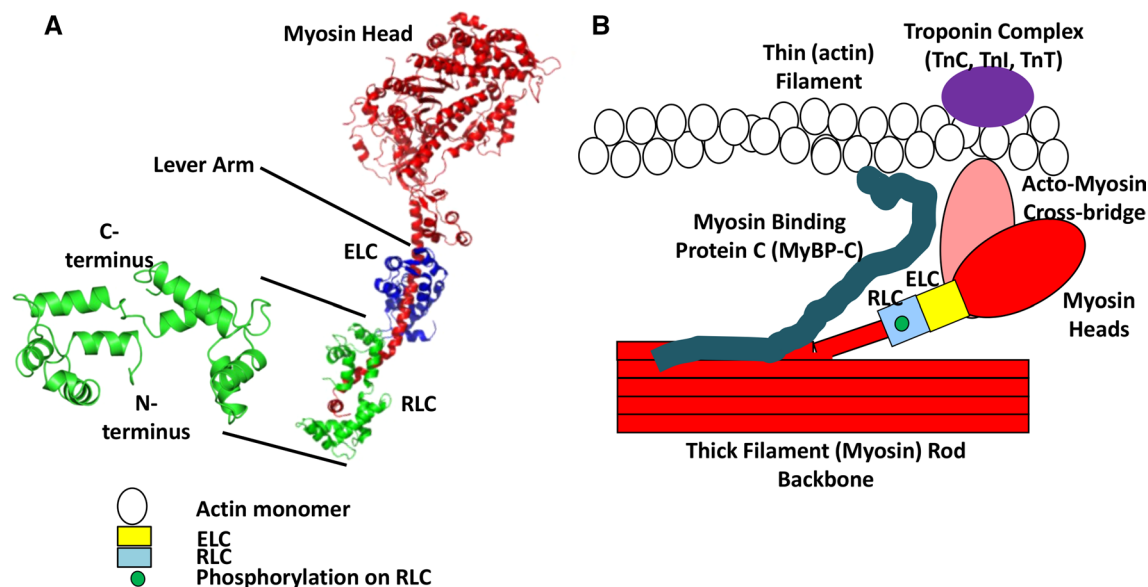 A
Myosin Head
Lever Arm
C-
terminus
ELC
N-
terminus
RLC
B
Troponin Complex
(TnC, TnI, TnT)
Thin (actin)
Filament
Acto-Myosin
Cross-bridge
Myosin Binding
Protein C (MyBP-C)
ELC
RLC
Myosin
Heads
Thick Filament (Myosin) Rod
Backbone
Actin monomer
ELC
RLC
Phosphorylation on RLC